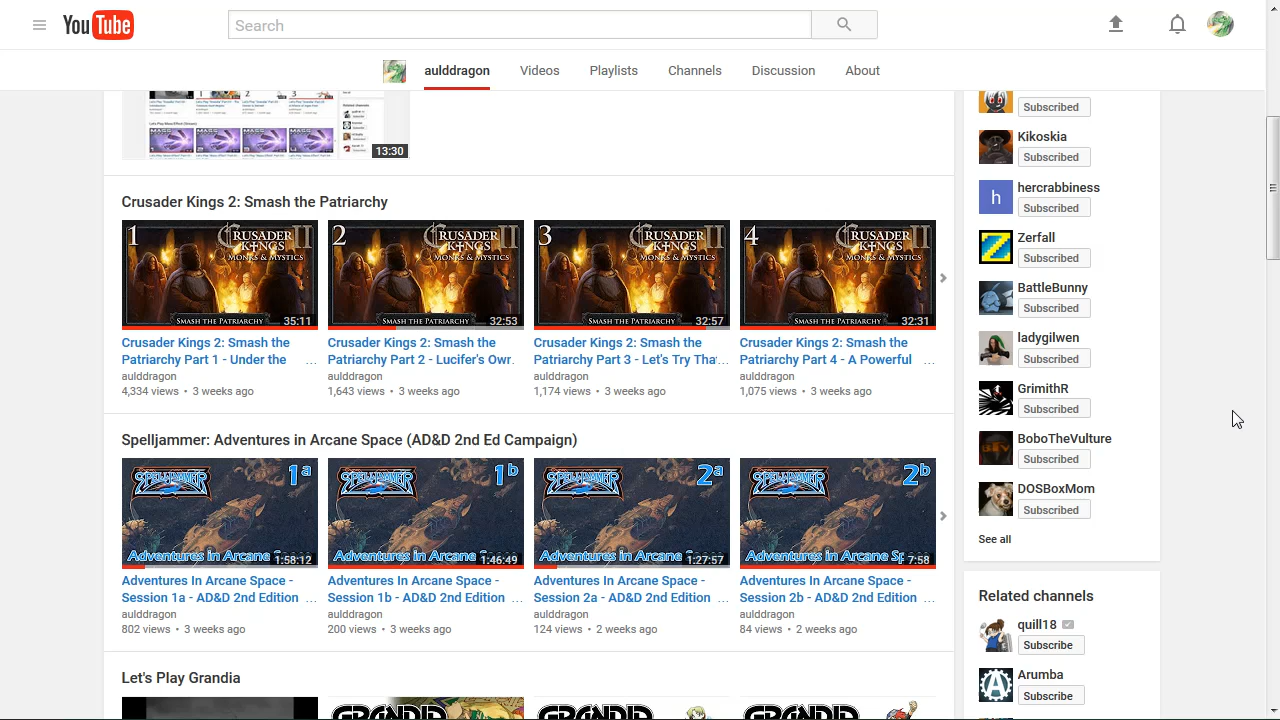 YouTube
Search
aulddragon Videos Playlists Channels Discussion About
13:30
Crusader Kings 2: Smash the Patriarchy
1 CRUSADER KINGS II MONKS & MYSTICS SMASH THE PATRIARCHY 35:11
2 CRUSADER KINGS II MONKS & MYSTICS SMASH THE PATRIARCHY 32:53
3 CRUSADER KINGS II MONKS & MYSTICS SMASH THE PATRIARCHY 32:57
4 CRUSADER KINGS II MONKS & MYSTICS SMASH THE PATRIARCHY 32:31
Crusader Kings 2: Smash the
Patriarchy Part 1 - Under the ...
aulddragon
4,334 views • 3 weeks ago
Crusader Kings 2: Smash the
Patriarchy Part 2 - Lucifer's Own
aulddragon
1,643 views • 3 weeks ago
Crusader Kings 2: Smash the
Patriarchy Part 3 - Let's Try Tha...
aulddragon
1,174 views • 3 weeks ago
Crusader Kings 2: Smash the
Patriarchy Part 4 - A Powerful ...
aulddragon
1,075 views • 3 weeks ago
Spelljammer: Adventures in Arcane Space (AD&D 2nd Ed Campaign)
SPELLJAMMER 1a Adventures in Arcane 1:58:12
SPELLJAMMER 1b Adventures in Arcane 1:46:49
SPELLJAMMER 2a Adventures in Arcane 1:27:57
SPELLJAMMER 2b Adventures in Arcane 7:58
Adventures In Arcane Space -
Session 1a - AD&D 2nd Edition ...
aulddragon
802 views • 3 weeks ago
Adventures In Arcane Space -
Session 1b - AD&D 2nd Edition ...
aulddragon
200 views • 3 weeks ago
Adventures In Arcane Space -
Session 2a - AD&D 2nd Edition ...
aulddragon
124 views • 2 weeks ago
Adventures In Arcane Space -
Session 2b - AD&D 2nd Edition ...
aulddragon
84 views • 2 weeks ago
Let's Play Grandia
GRANDIA
GRANDIA
GRANDIA
Subscribed
Kikoskia
Subscribed
h
hercrabbiness
Subscribed
Zerfall
Subscribed
BattleBunny
Subscribed
ladygilwen
Subscribed
GrimithR
Subscribed
BTV
BoboTheVulture
Subscribed
DOSBoxMom
Subscribed
See all
Related channels
quill18
Subscribe
Arumba
Subscribe